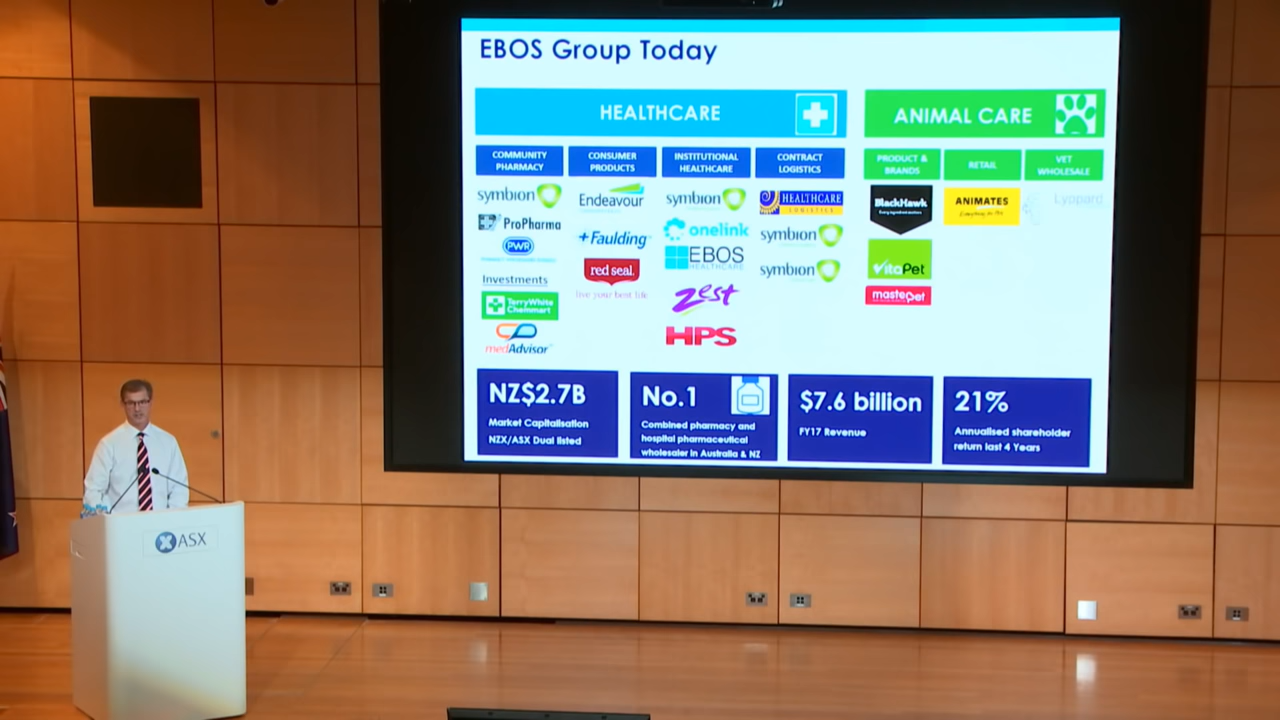 EBOS Group Today
HEALTHCARE
ANIMAL CARE
COMMUNITY
PHARMACY
CONSUMER
PRODUCTS
INSTITUTIONAL
HEALTHCARE
CONTRACT
LOGISTICS
PRODUCT &
BRANDS
RETAIL
VET
WHOLESALE
symbion
ProPharma
PWR
Investments
TerryWhite
Chemmart
medAdvisor
Endeavour
+Faulding
red seal.
live your best life
symbion
onelink
EBOS
HEALTHCARE
zest
HPS
HEALTHCARE
LOGISTICS
symbion
symbion
BlackHawk
VitaPet
masterpet
ANIMATES
Lyppard
NZ$2.7B
Market Capitalisation
NZX/ASX Dual listed
No.1
Combined pharmacy and
hospital pharmaceutical
wholesaler in Australia & NZ
$7.6 billion
FY17 Revenue
21%
Annualised shareholder
return last 4 Years
ASX